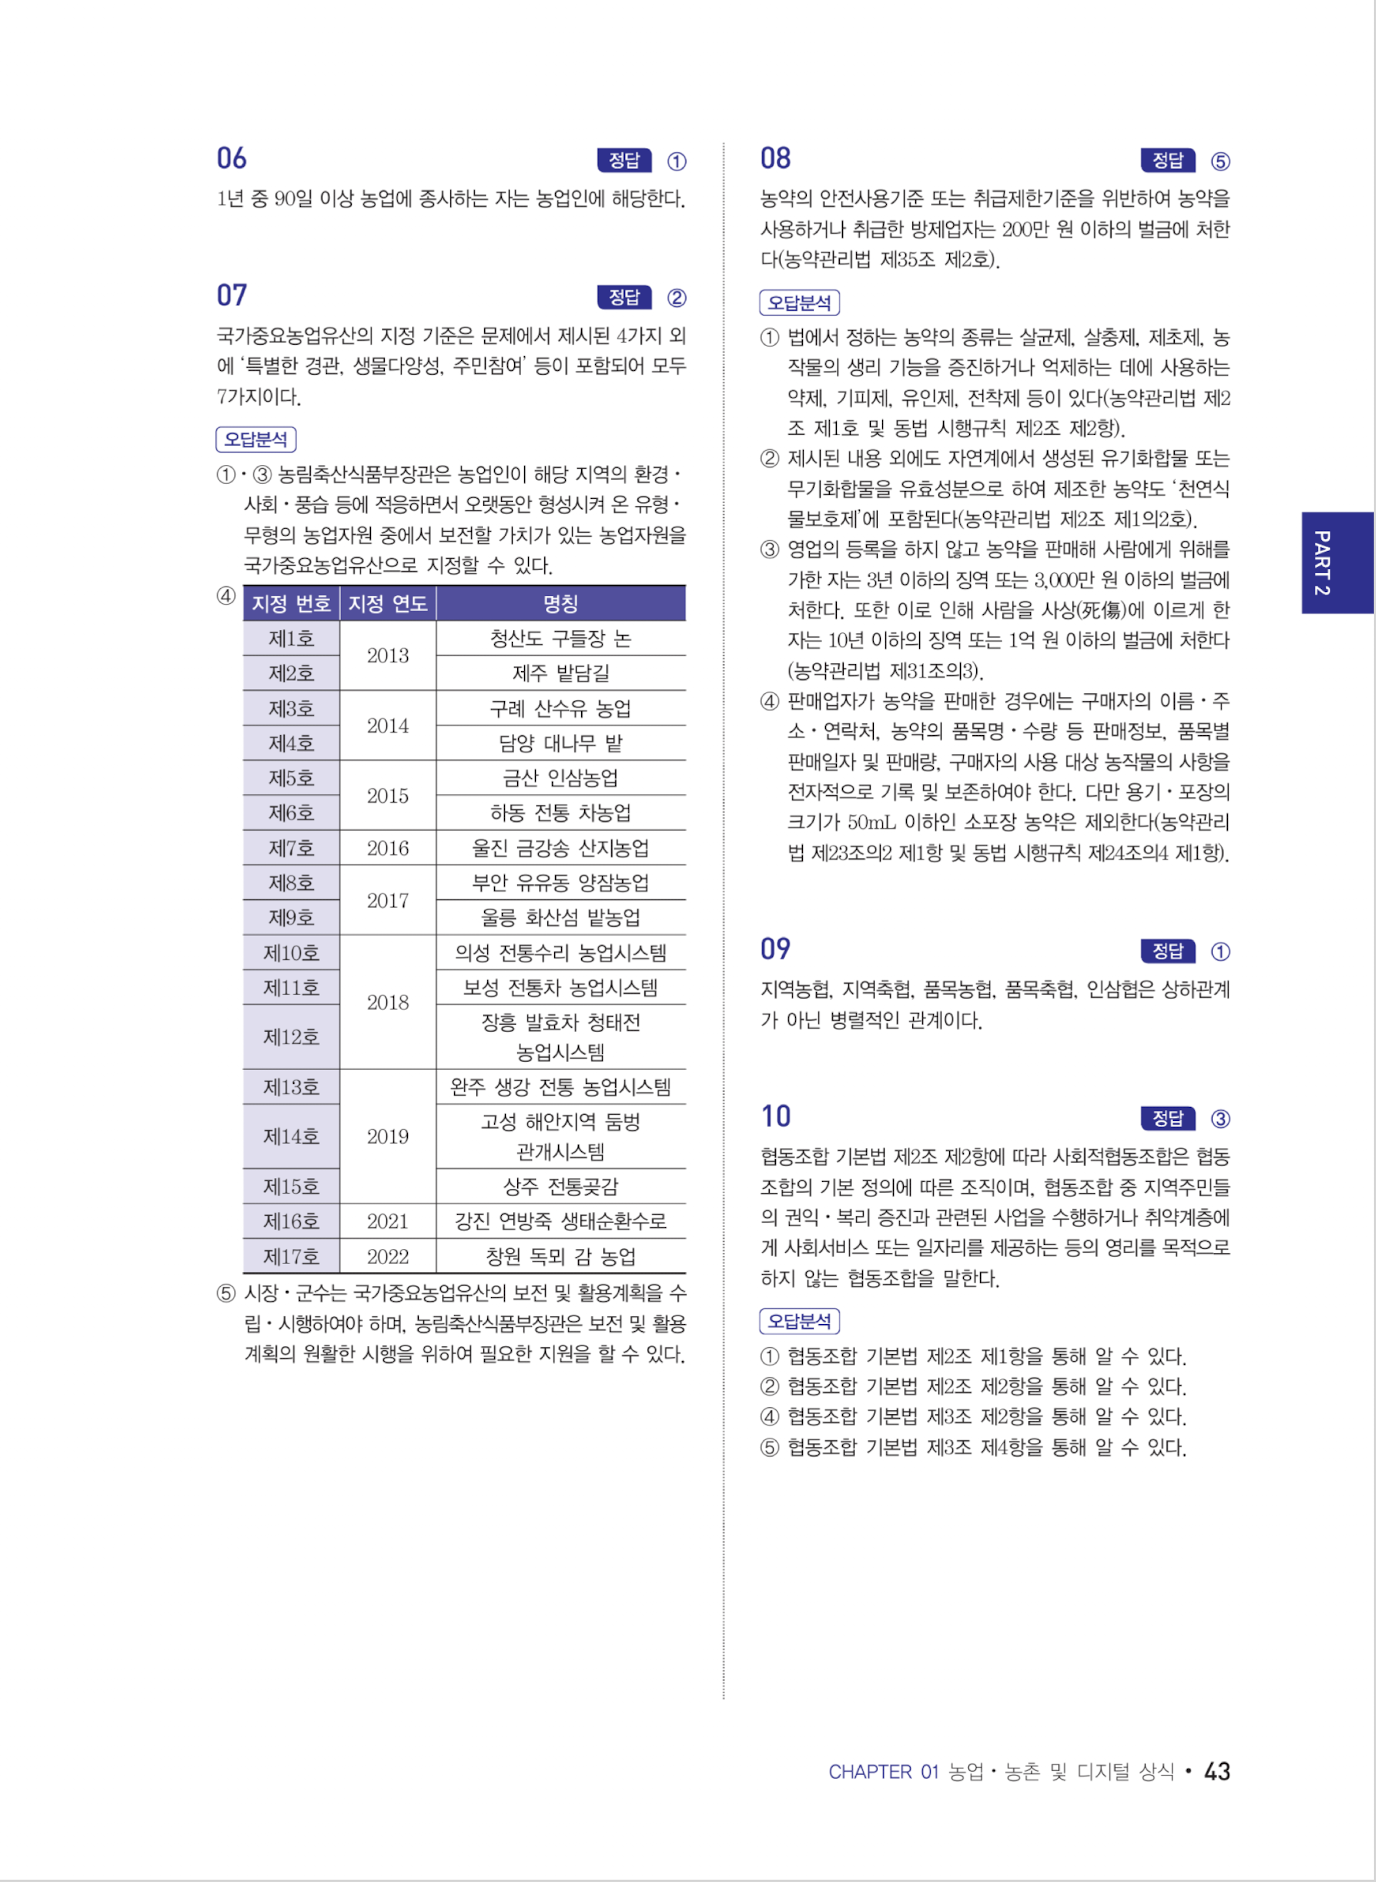 06 정답 ①
1년 중 90일 이상 농업에 종사하는 자는 농업인에 해당한다.
07 정답 ②
국가중요농업유산의 지정 기준은 문제에서 제시된 4가지 외
에 ‘특별한 경관, 생물다양성, 주민참여’ 등이 포함되어 모두
7가지이다.
오답분석
①・③ 농림축산식품부장관은 농업인이 해당 지역의 환경・
사회・풍습 등에 적응하면서 오랫동안 형성시켜 온 유형・
무형의 농업자원 중에서 보전할 가치가 있는 농업자원을
국가중요농업유산으로 지정할 수 있다.
④
지정 번호 지정 연도 명칭
제1호 2013 청산도 구들장 논
제2호 제주 밭담길
제3호 2014 구례 산수유 농업
제4호 담양 대나무 밭
제5호 2015 금산 인삼농업
제6호 하동 전통 차농업
제7호 2016 울진 금강송 산지농업
제8호 2017 부안 유유동 양잠농업
제9호 울릉 화산섬 밭농업
제10호 2018 의성 전통수리 농업시스템
제11호 보성 전통차 농업시스템
제12호 장흥 발효차 청태전
농업시스템
제13호 2019 완주 생강 전통 농업시스템
제14호 고성 해안지역 둠벙
관개시스템
제15호 상주 전통곶감
제16호 2021 강진 연방죽 생태순환수로
제17호 2022 창원 독뫼 감 농업
⑤ 시장・군수는 국가중요농업유산의 보전 및 활용계획을 수
립・시행하여야 하며, 농림축산식품부장관은 보전 및 활용
계획의 원활한 시행을 위하여 필요한 지원을 할 수 있다.
08 정답 ⑤
농약의 안전사용기준 또는 취급제한기준을 위반하여 농약을
사용하거나 취급한 방제업자는 200만 원 이하의 벌금에 처한
다(농약관리법 제35조 제2호).
오답분석
① 법에서 정하는 농약의 종류는 살균제, 살충제, 제초제, 농
작물의 생리 기능을 증진하거나 억제하는 데에 사용하는
약제, 기피제, 유인제, 전착제 등이 있다(농약관리법 제2
조 제1호 및 동법 시행규칙 제2조 제2항).
② 제시된 내용 외에도 자연계에서 생성된 유기화합물 또는
무기화합물을 유효성분으로 하여 제조한 농약도 ‘천연식
물보호제’에 포함된다(농약관리법 제2조 제1의2호).
③ 영업의 등록을 하지 않고 농약을 판매해 사람에게 위해를
가한 자는 3년 이하의 징역 또는 3,000만 원 이하의 벌금에
처한다. 또한 이로 인해 사람을 사상(死傷)에 이르게 한
자는 10년 이하의 징역 또는 1억 원 이하의 벌금에 처한다
(농약관리법 제31조의3).
④ 판매업자가 농약을 판매한 경우에는 구매자의 이름・주
소・연락처, 농약의 품목명・수량 등 판매정보, 품목별
판매일자 및 판매량, 구매자의 사용 대상 농작물의 사항을
전자적으로 기록 및 보존하여야 한다. 다만 용기・포장의
크기가 50mL 이하인 소포장 농약은 제외한다(농약관리
법 제23조의2 제1항 및 동법 시행규칙 제24조의4 제1항).
09 정답 ①
지역농협, 지역축협, 품목농협, 품목축협, 인삼협은 상하관계
가 아닌 병렬적인 관계이다.
10 정답 ③
협동조합 기본법 제2조 제2항에 따라 사회적협동조합은 협동
조합의 기본 정의에 따른 조직이며, 협동조합 중 지역주민들
의 권익・복리 증진과 관련된 사업을 수행하거나 취약계층에
게 사회서비스 또는 일자리를 제공하는 등의 영리를 목적으로
하지 않는 협동조합을 말한다.
오답분석
① 협동조합 기본법 제2조 제1항을 통해 알 수 있다.
② 협동조합 기본법 제2조 제2항을 통해 알 수 있다.
④ 협동조합 기본법 제3조 제2항을 통해 알 수 있다.
⑤ 협동조합 기본법 제3조 제4항을 통해 알 수 있다.
PART 2
CHAPTER 01 농업・농촌 및 디지털 상식 • 43